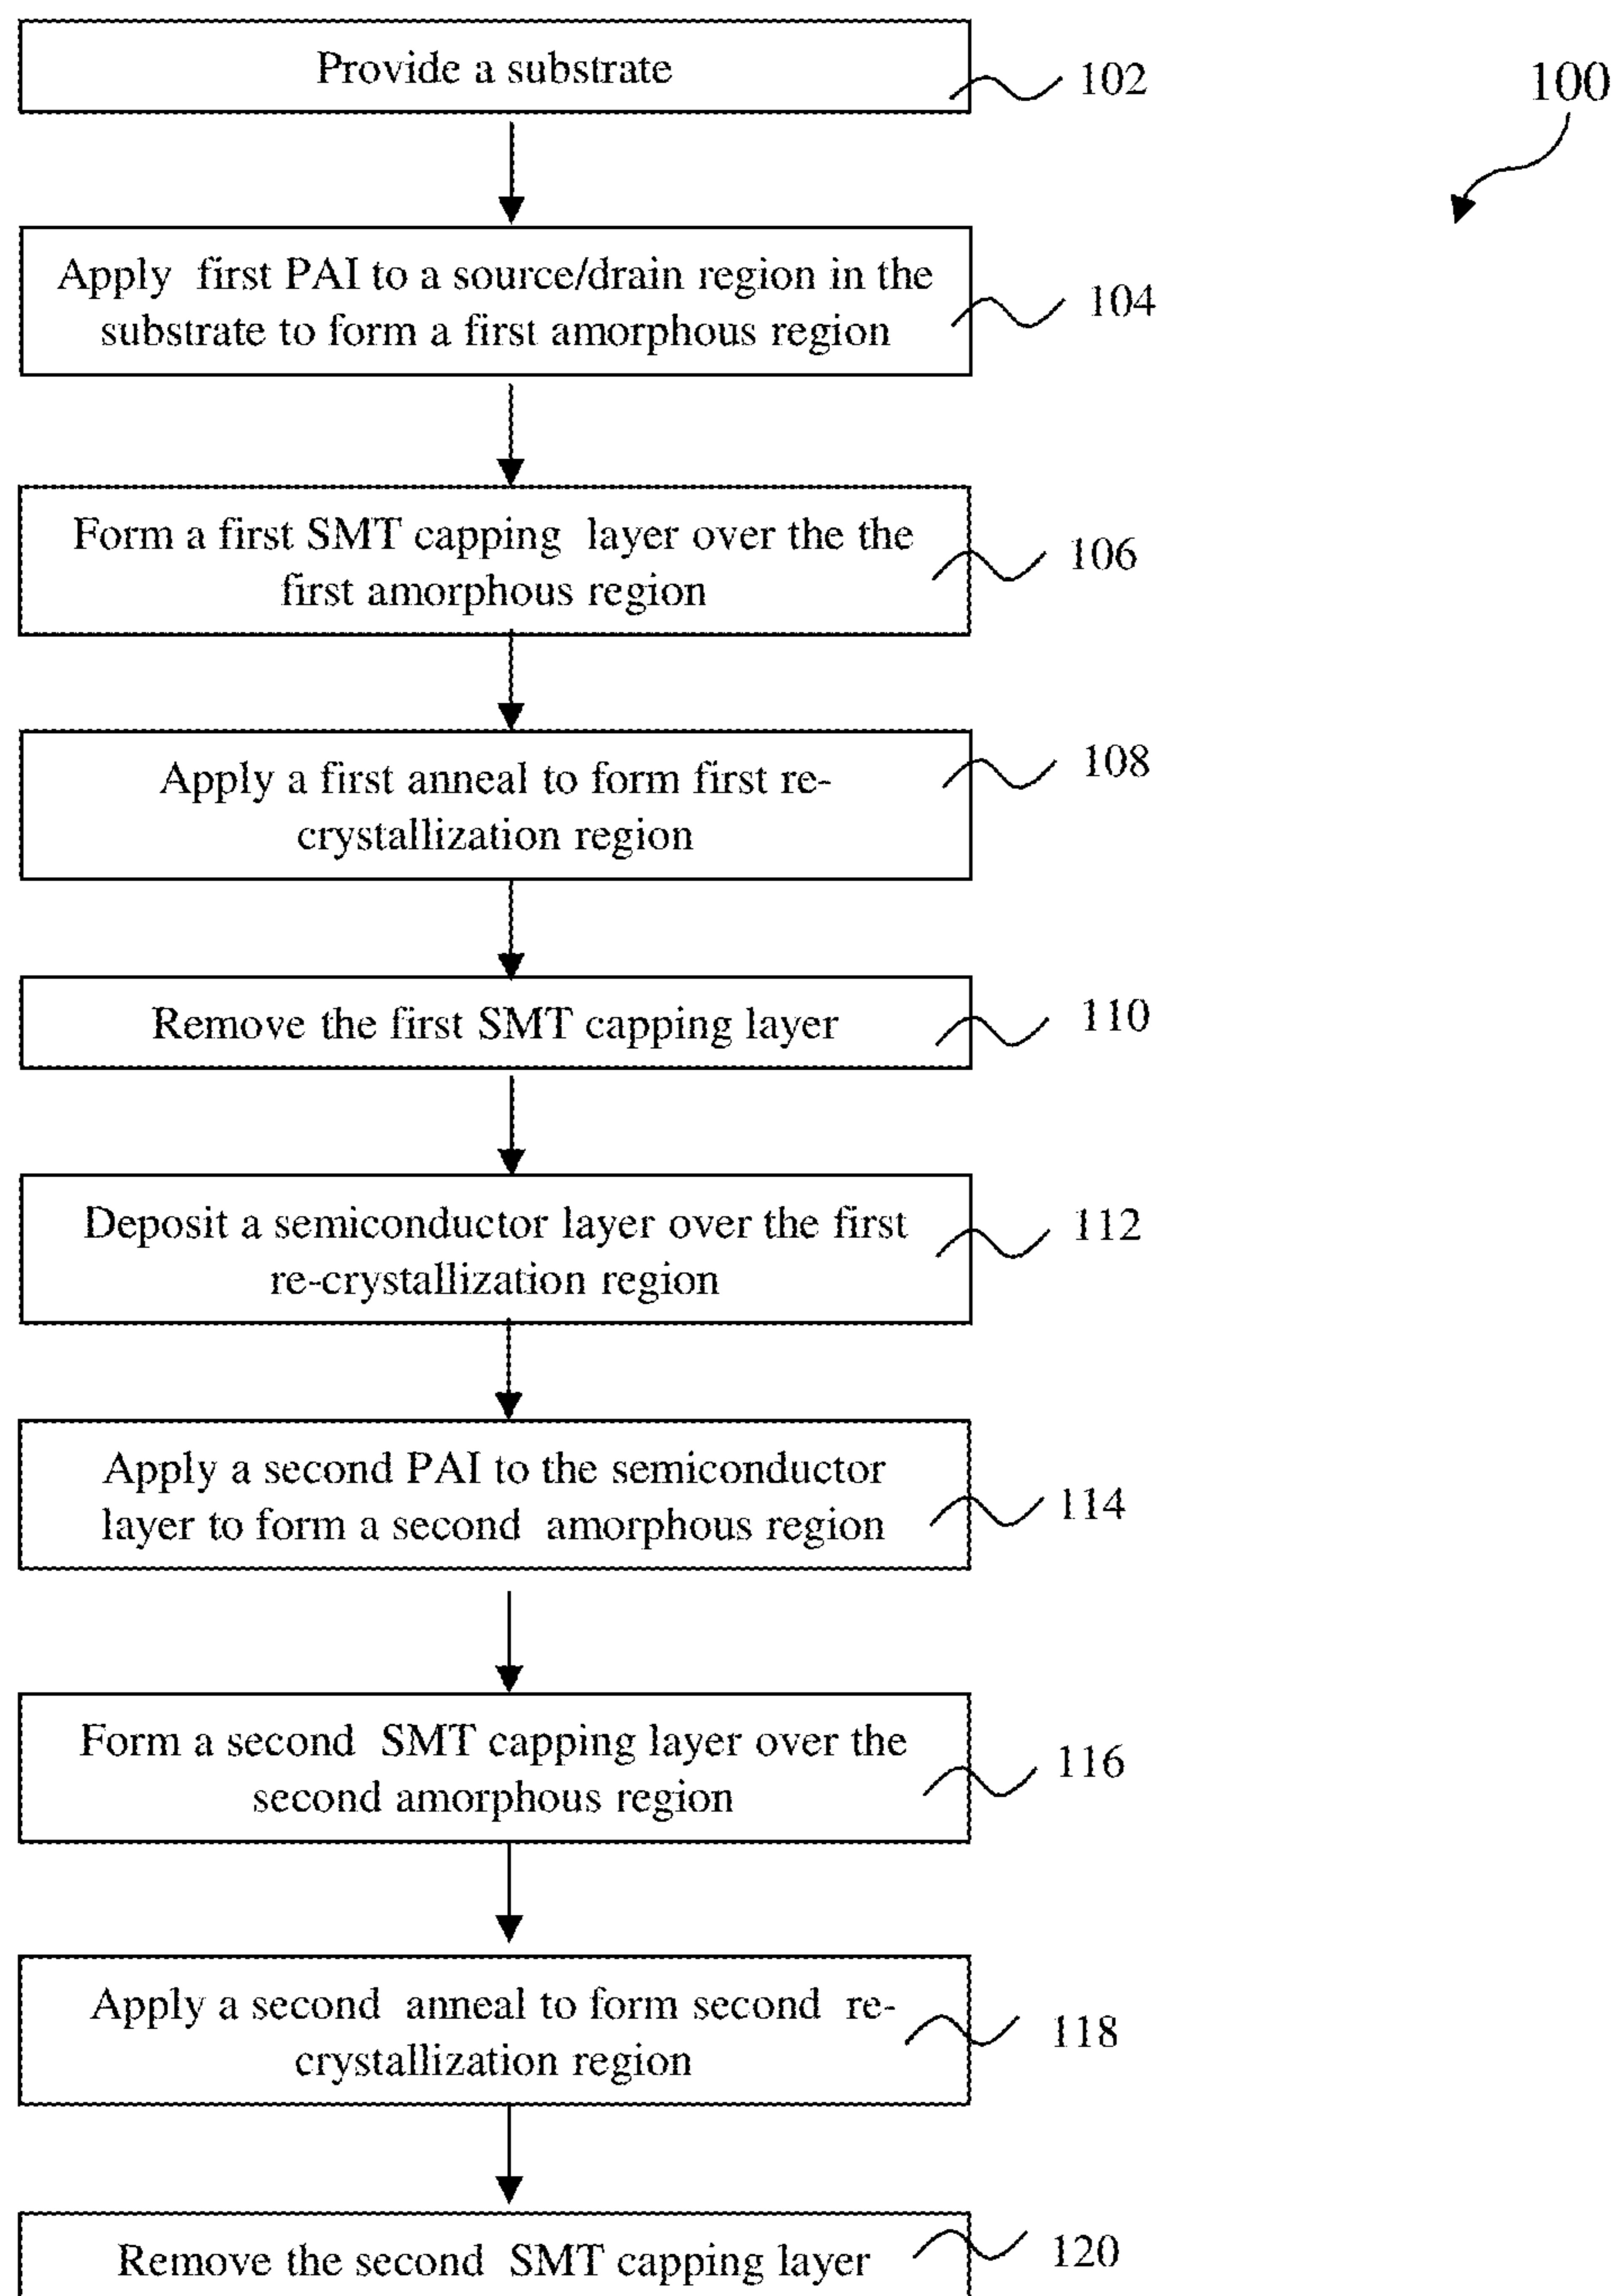 Provide a substrate
102
100
Apply first PAI to a source/drain region in the
substrate to form a first amorphous region
104
Form a first SMT capping layer over the the
first amorphous region
106
Apply a first anneal to form first re-
crystallization region
108
Remove the first SMT capping layer
110
Deposit a semiconductor layer over the first
re-crystallization region
112
Apply a second PAI to the semiconductor
layer to form a second amorphous region
114
Form a second SMT capping layer over the
second amorphous region
116
Apply a second anneal to form second re-
crystallization region
118
Remove the second SMT capping layer
120